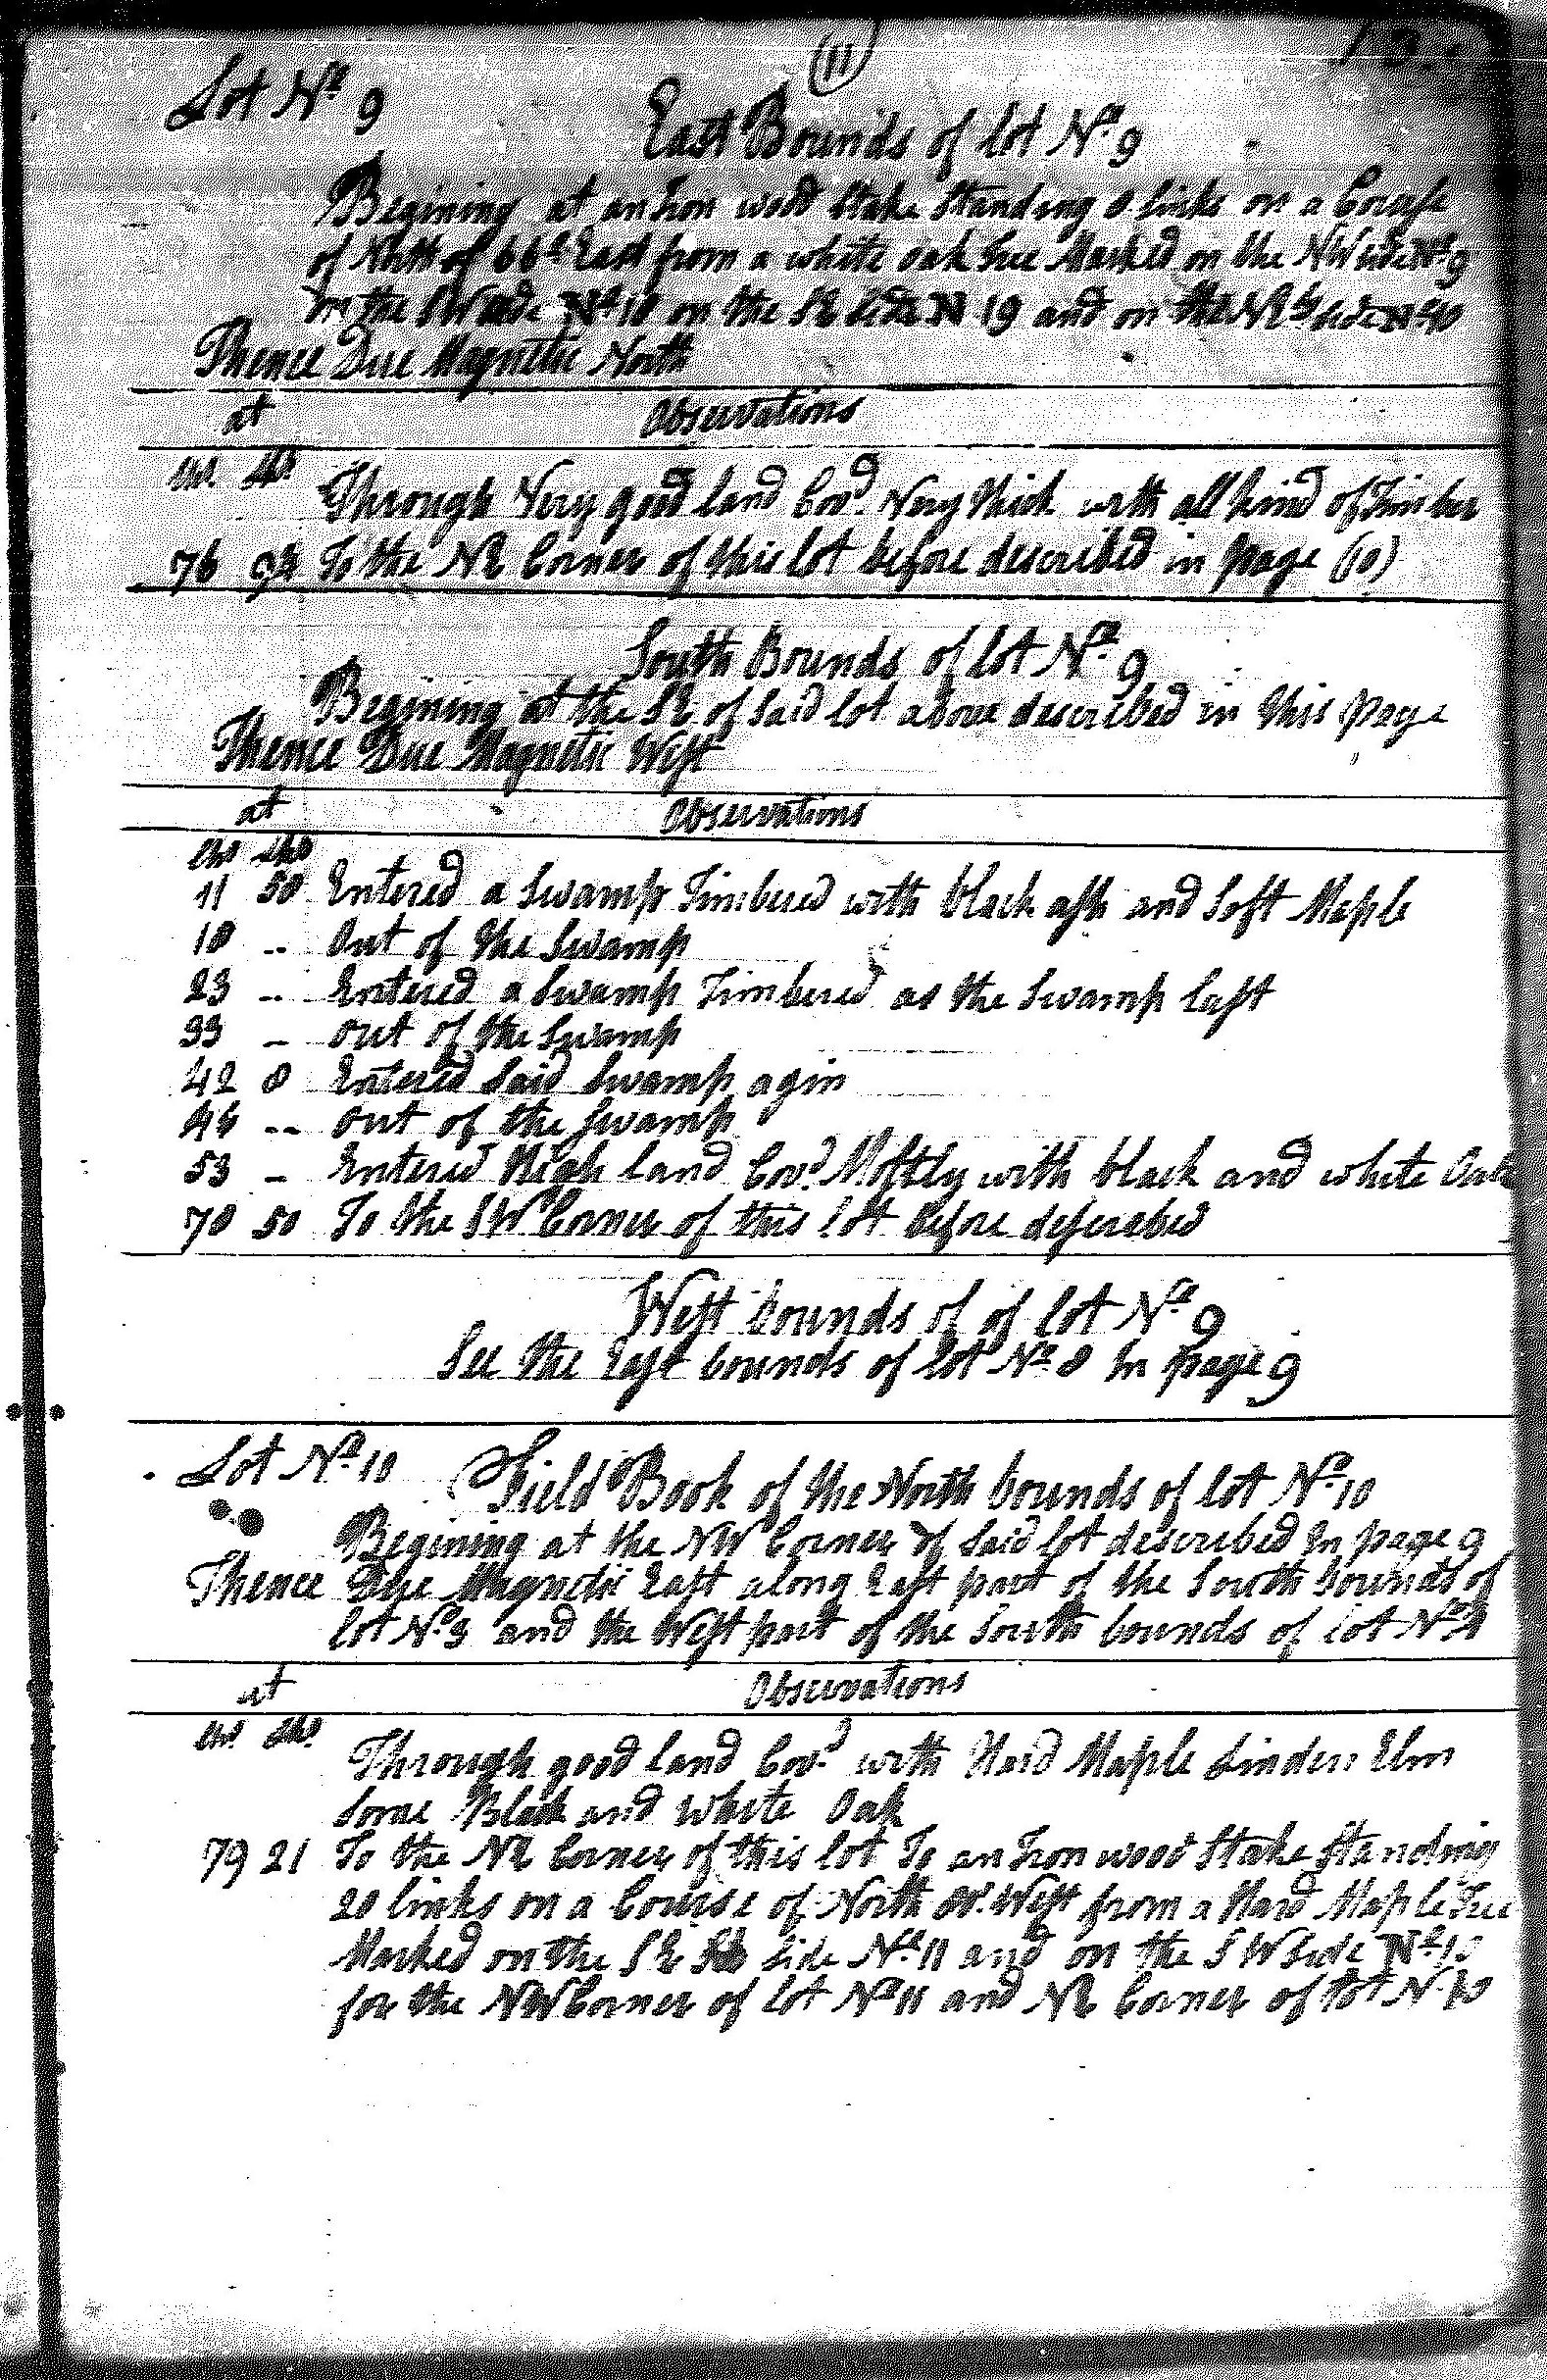 (11)
Lot No. 9
East Bounds of lot No. 9
Begining at an Iron wood Stake Standing 8 links on a Course
of North of 66d East from a white oak tree Marked on the NW side No. 9
on the SW side No. 10 on the SE side N 19 and on the
Thence Due Magnetic North
at Observations
Chs. Lks.
Through Very good land Covd. Very thick with all kind of Timber
76 To the NE Corner of this lot before described in page (10)
South Bounds of lot No. 9
Begining at the SE of Said lot above described in this page
Thence Due Magnetic West
at Observations
Chs Lks
11 50 Entered a Swamp Timbered with black ash and Soft Maple
18 .. Out of the Swamp
23 .. Entered a Swamp Timbered as the Swamp last
33 - out of the Swamp
42 8 Entered Said Swamp agin
44 .. out of the Swamp
53 - Entered High land Covd. Mostly with black and white Oak
70 50 To the SW Corner of this lot before described
West bounds of of lot No. 9
See the East bounds of lot No. 8 In page 9
Lot No. 10 Field Book of the North bounds of lot No. 10
Begining at the NW Corner of Said lot described In page 9
Thence Due Magnetic East along East part of the South bounds of
lot No. 3 and the West part of the South bounds of lot No.
at Observations
Chs. Lks.
Through good land Covd. with Hard Maple Linden Elm
Some Black and White Oak
79 21 To the NE Corner of this lot To an Iron wood Stake Standing
20 links on a Course of North West from a Hard Maple Tree
Marked on the SE side No. 11 and on the SW Side No. 10
for the NW Corner of lot No. 11 and NE Corner of lot N. 10